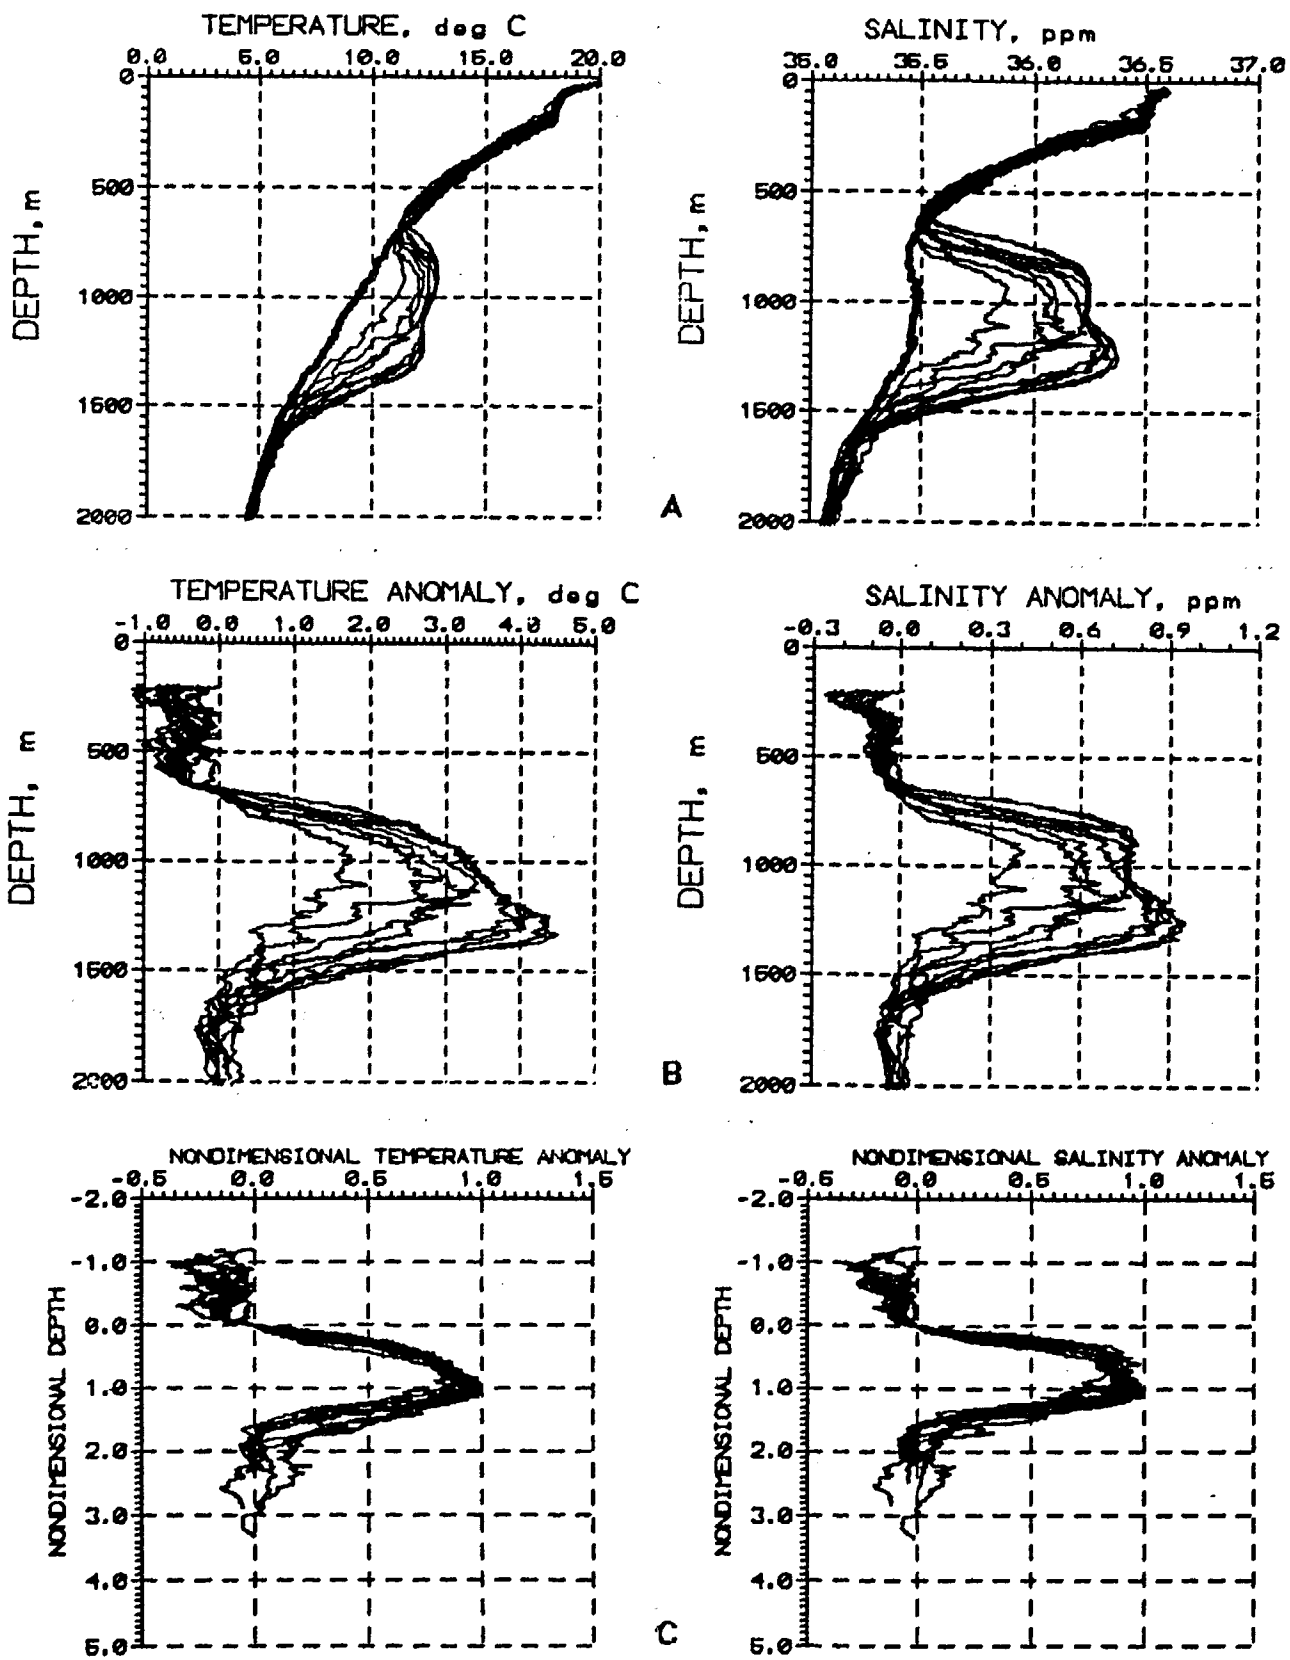 TEMPERATURE, deg C
0.0 5.0 10.0 15.0 20.0
0
500
1000
1500
2000
DEPTH, m
SALINITY, ppm
35.0 35.5 36.0 36.5 37.0
0
500
1000
1500
2000
DEPTH, m
A
TEMPERATURE ANOMALY, deg C
-1.0 0.0 1.0 2.0 3.0 4.0 5.0
0
500
1000
1500
2000
DEPTH, m
SALINITY ANOMALY, ppm
-0.3 0.0 0.3 0.6 0.9 1.2
0
500
1000
1500
2000
DEPTH, m
B
NONDIMENSIONAL TEMPERATURE ANOMALY
-0.5 0.0 0.5 1.0 1.5
-2.0
-1.0
0.0
1.0
2.0
3.0
4.0
5.0
NONDIMENSIONAL DEPTH
NONDIMENSIONAL SALINITY ANOMALY
-0.5 0.0 0.5 1.0 1.5
-2.0
-1.0
0.0
1.0
2.0
3.0
4.0
5.0
NONDIMENSIONAL DEPTH
C